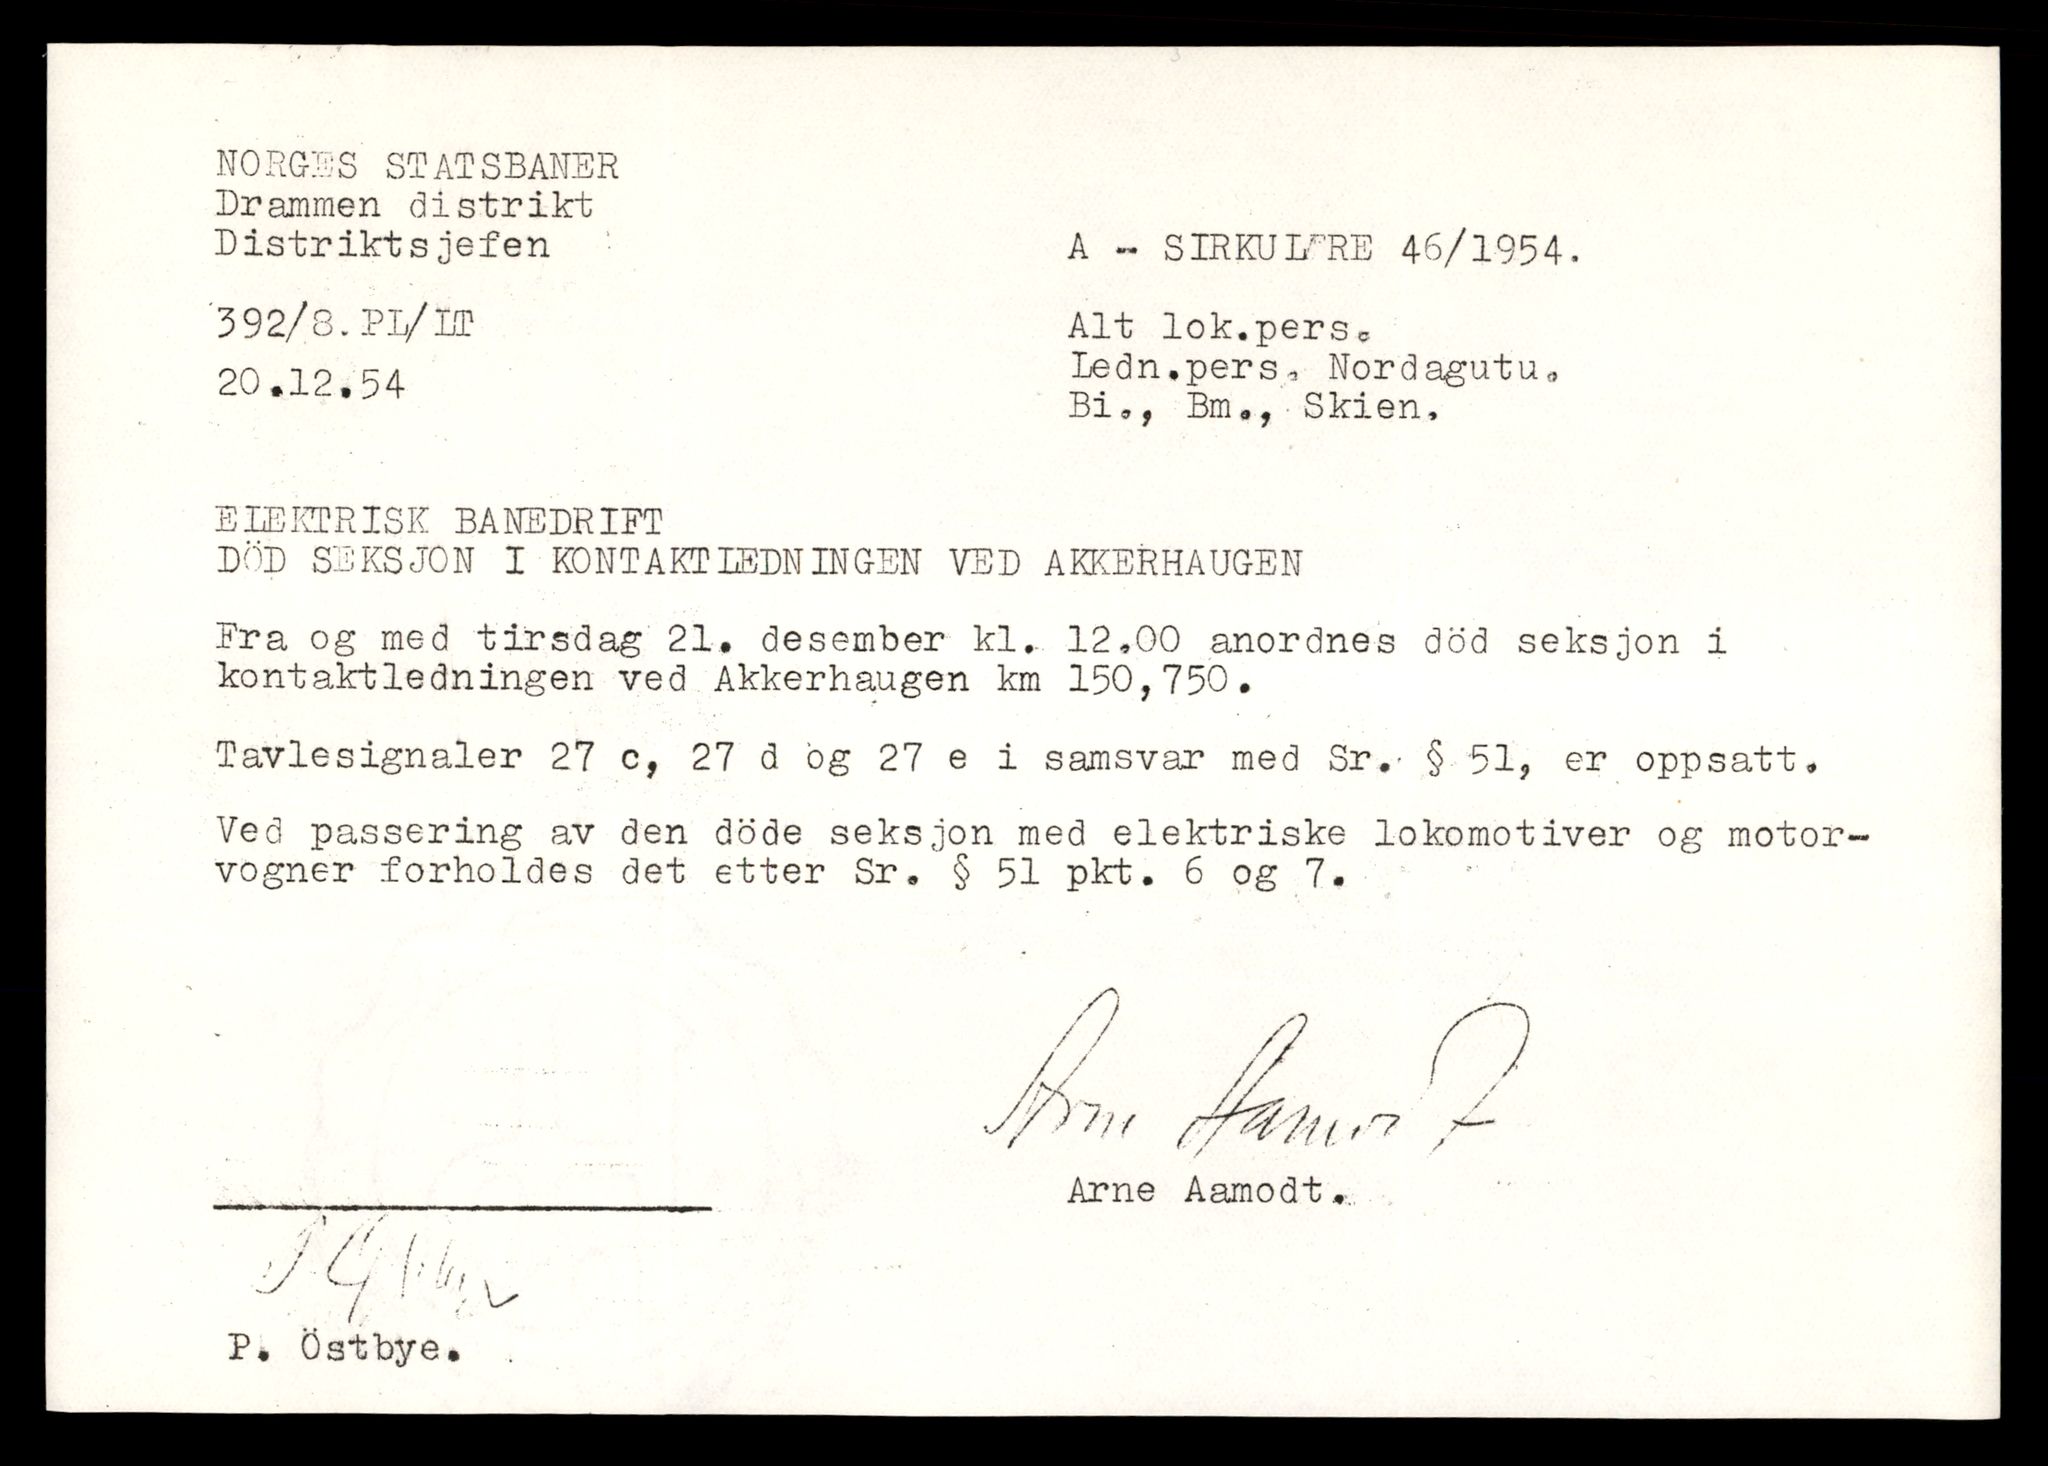 NORGES STATSBANER
Drammen distrikt
Distriktsjefen
A - SIRKULÆRE 46/1954.
392/8.PL/LT
20.12.54
Alt lok.pers.
Ledn.pers. Nordagutu.
Bi., Bm., Skien.
ELEKTRISK BANEDRIFT
DÖD SEKSJON I KONTAKTLEDNINGEN VED AKKERHAUGEN
Fra og med tirsdag 21. desember kl. 12.00 anordnes död seksjon i
kontaktledningen ved Akkerhaugen km 150,750.
Tavlesignaler 27 c, 27 d og 27 e i samsvar med Sr. § 51, er oppsatt.
Ved passering av den döde seksjon med elektriske lokomotiver og motor-
vogner forholdes det etter Sr. § 51 pkt. 6 og 7.
Arne Aamodt
Arne Aamodt.
P. Östbye.